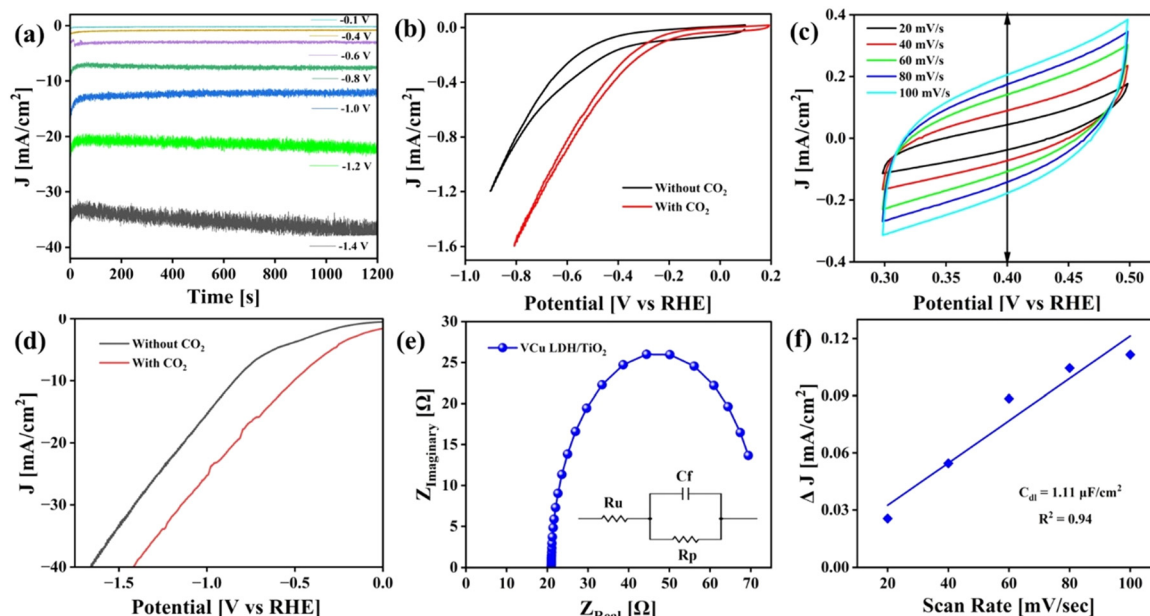 (a)
0
-10
-20
-30
-40
J [mA/cm²]
-0.1 V
-0.4 V
-0.6 V
-0.8 V
-1.0 V
-1.2 V
-1.4 V
0 200 400 600 800 1000 1200
Time [s]
(b)
0.0
-0.4
-0.8
-1.2
-1.6
J [mA/cm²]
Without CO₂
With CO₂
-1.0 -0.8 -0.6 -0.4 -0.2 0.0 0.2
Potential [V vs RHE]
(c)
20 mV/s
40 mV/s
60 mV/s
80 mV/s
100 mV/s
0.4
0.2
0.0
-0.2
-0.4
J [mA/cm²]
0.30 0.35 0.40 0.45 0.50
Potential [V vs RHE]
(d)
Without CO₂
With CO₂
0
-10
-20
-30
-40
J [mA/cm²]
-1.5 -1.0 -0.5 0.0
Potential [V vs RHE]
(e)
VCu LDH/TiO₂
30
25
20
15
10
5
0
Z_Imaginary [Ω]
Cf
Ru
Rp
0 10 20 30 40 50 60 70 80
Z_Real [Ω]
(f)
0.12
0.09
0.06
0.03
0.00
Δ J [mA/cm²]
C_dl = 1.11 µF/cm²
R² = 0.94
20 40 60 80 100
Scan Rate [mV/sec]